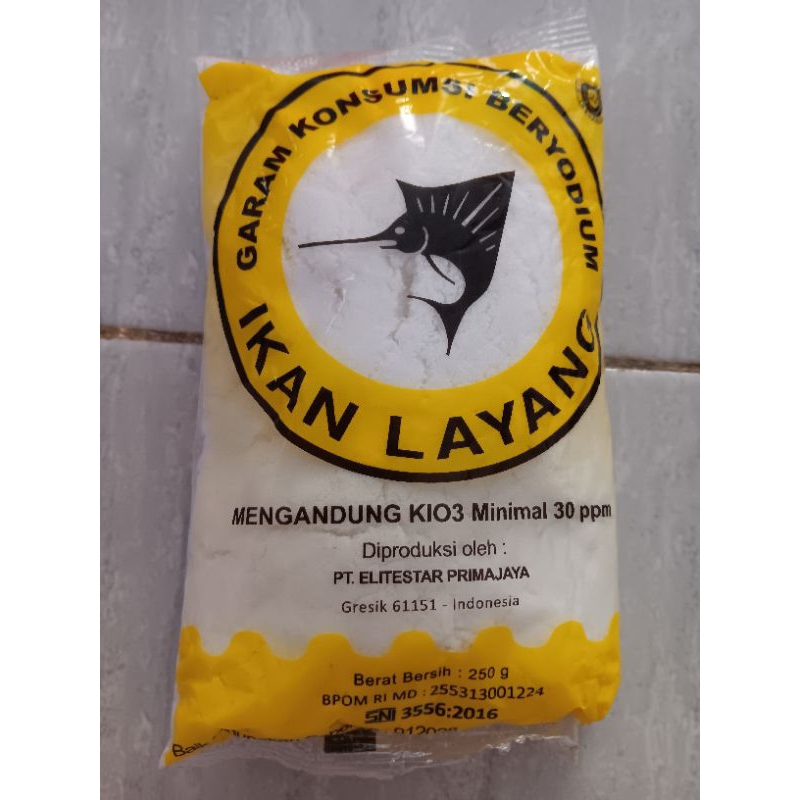 GARAM KONSUMSI BERYODIUM
IKAN LAYANG
MENGANDUNG KIO3 Minimal 30 ppm
Diproduksi oleh :
PT. ELITESTAR PRIMAJAYA
Gresik 61151 - Indonesia
Berat Bersih : 250 g
BPOM RI MD : 255313001224
SNI 3556:2016